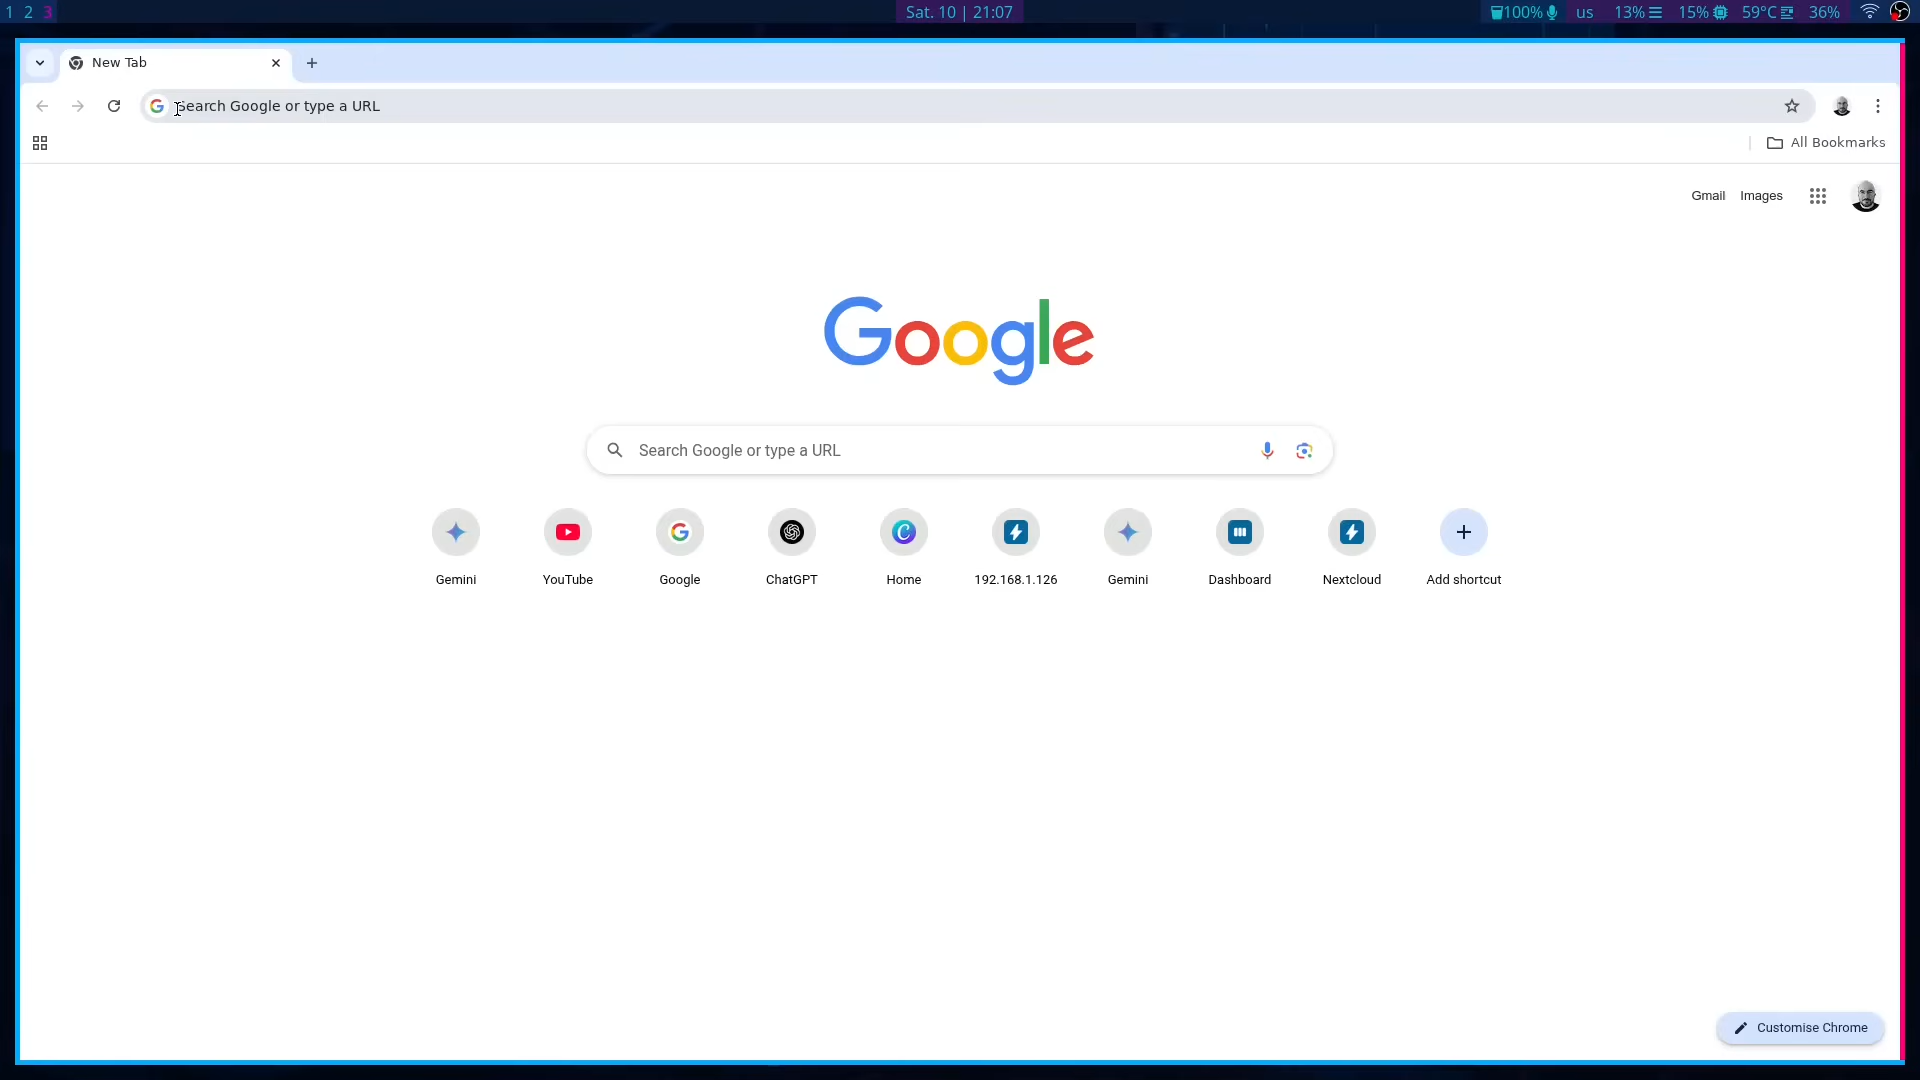 1 2 3
Sat. 10 | 21:07
100% us 13% 15% 59°C 36%
New Tab
Search Google or type a URL
All Bookmarks
Gmail Images
Google
Search Google or type a URL
Gemini YouTube Google ChatGPT Home 192.168.1.126 Gemini Dashboard Nextcloud Add shortcut
Customise Chrome